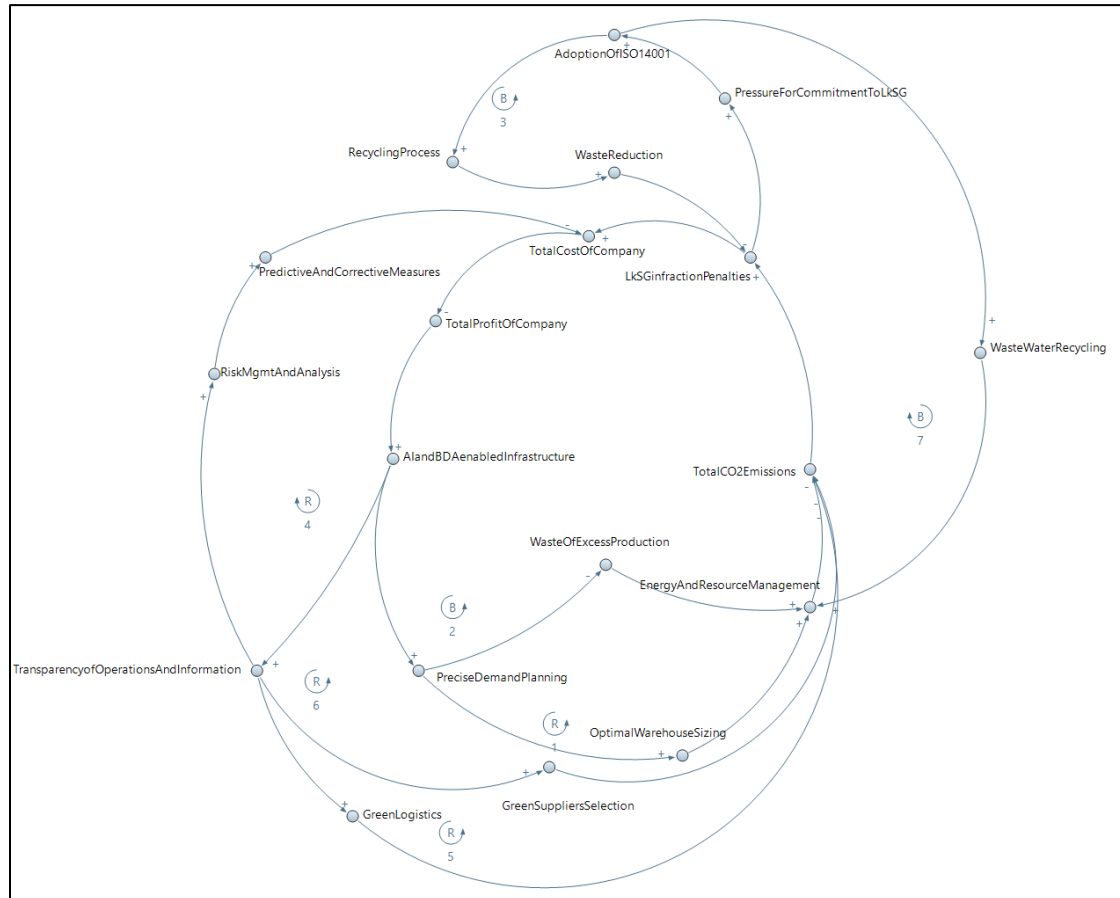 AdoptionOfISO14001
+
PressureForCommitmentToLkSG
+
B
3
RecyclingProcess
+
WasteReduction
+
-
+
TotalCostOfCompany
-
LkSGinfractionPenalties
+
+
PredictiveAndCorrectiveMeasures
-
TotalProfitOfCompany
+
WasteWaterRecycling
RiskMgmtAndAnalysis
+
B
7
+
AIandBDAenabledInfrastructure
TotalCO2Emissions
-
-
-
R
4
WasteOfExcessProduction
-
EnergyAndResourceManagement
+
+
+
B
2
+
TransparencyofOperationsAndInformation
+
PreciseDemandPlanning
R
6
R
1
OptimalWarehouseSizing
+
+
GreenSuppliersSelection
+
GreenLogistics
R
5